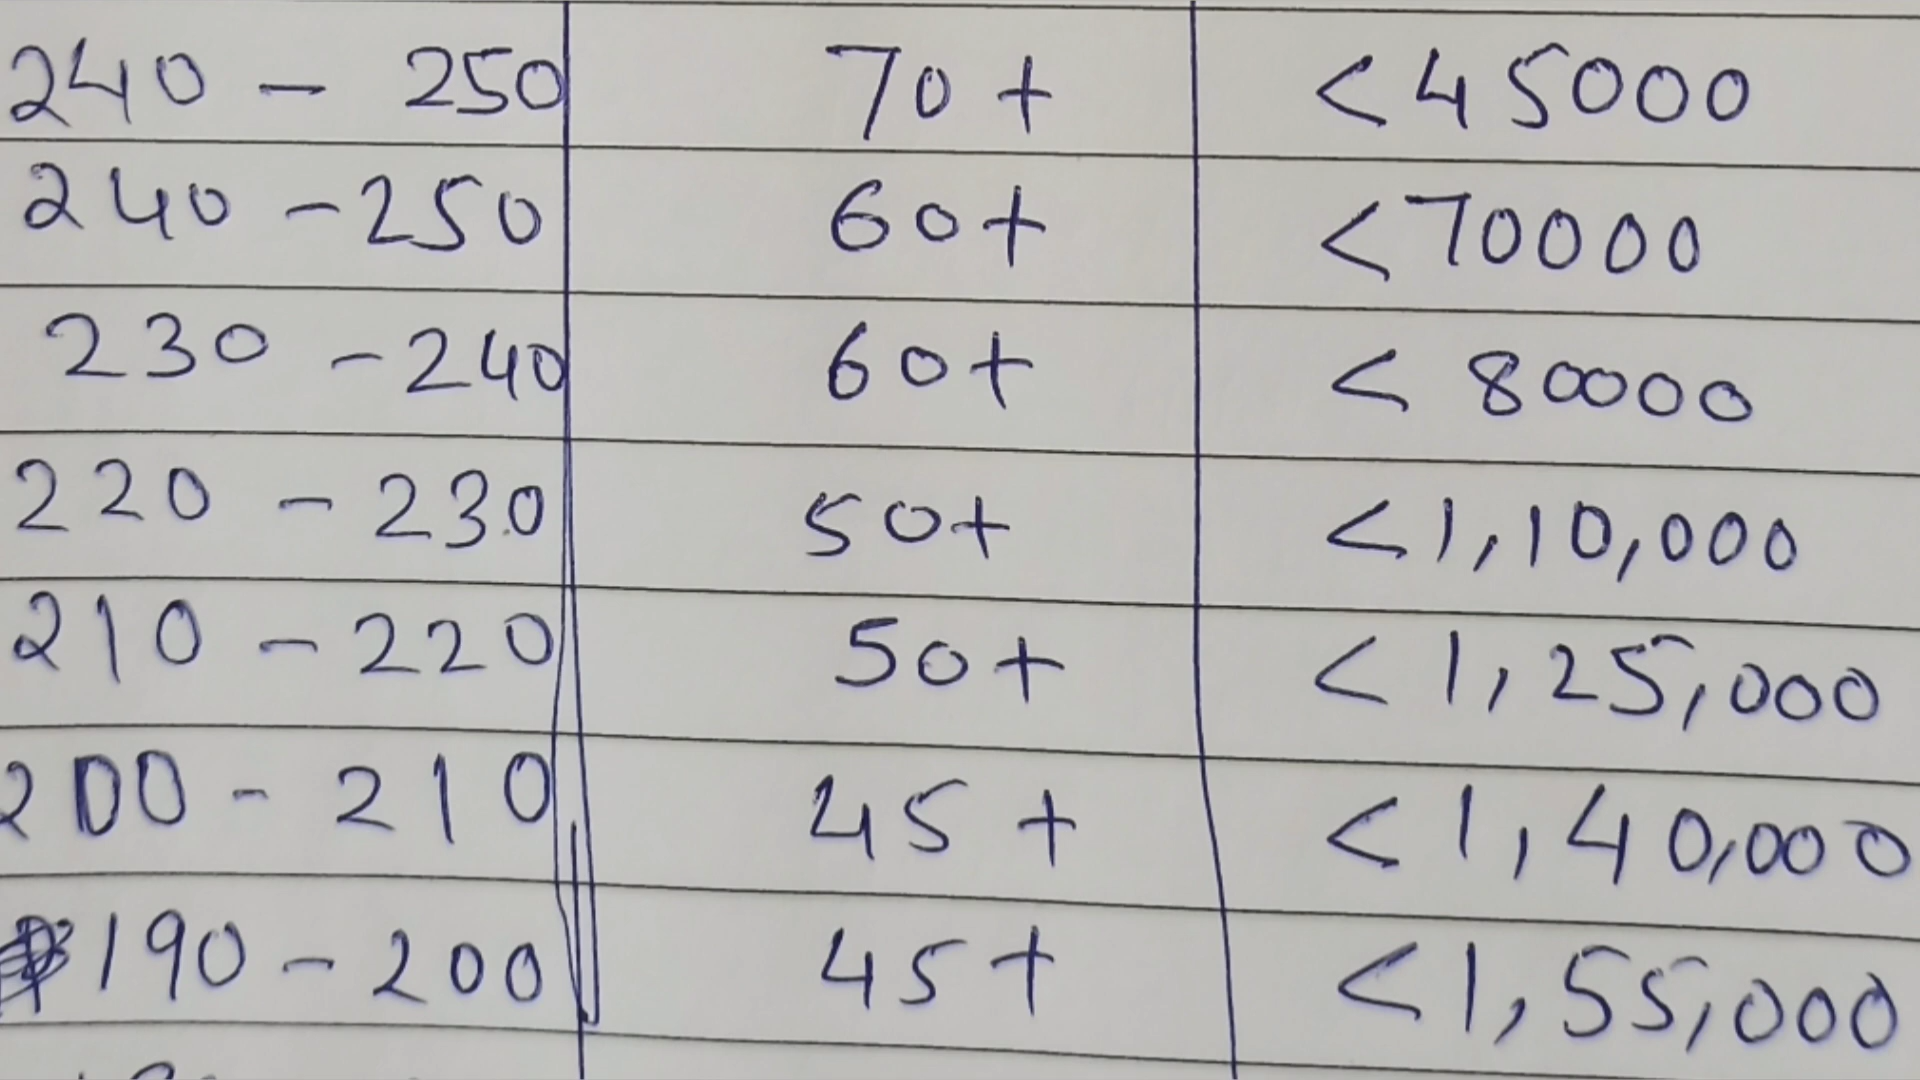 240 - 250 70+ <45000
240 - 250 60+ <70000
230 - 240 60+ <80000
220 - 230 50+ <1,10,000
210 - 220 50+ <1,25,000
200 - 210 45+ <1,40,000
190 - 200 45+ <1,55,000